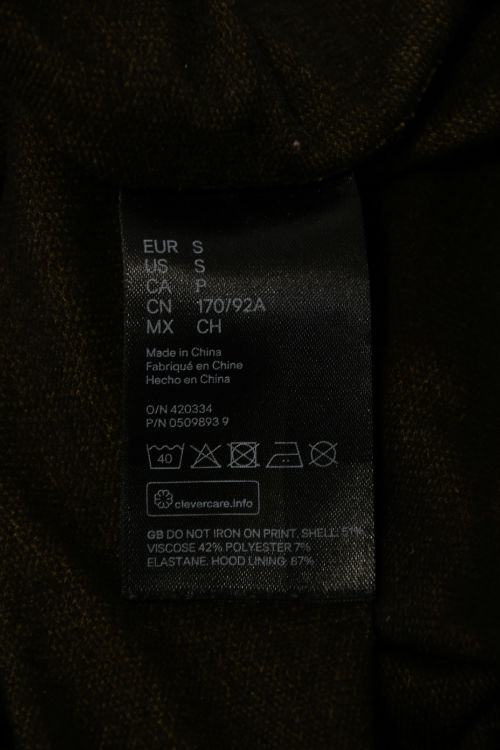 EUR S
US S
CA P
CN 170/92A
MX CH
Made in China
Fabriqué en Chine
Hecho en China
O/N 420334
P/N 0509893 9
40
clevercare.info
GB DO NOT IRON ON PRINT. SHELL: 51%
VISCOSE 42% POLYESTER 7%
ELASTANE. HOOD LINING: 87%